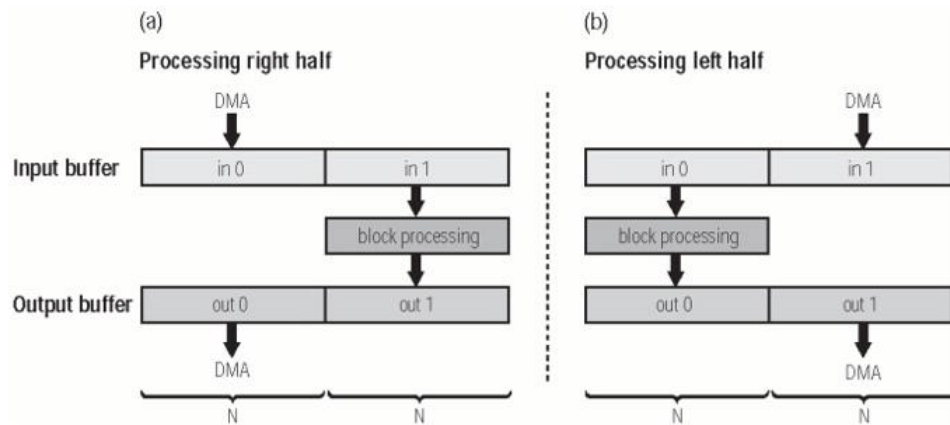 (a)
Processing right half
DMA
Input buffer
in 0
in 1
block processing
Output buffer
out 0
out 1
DMA
N
N
(b)
Processing left half
DMA
in 0
in 1
block processing
out 0
out 1
DMA
N
N